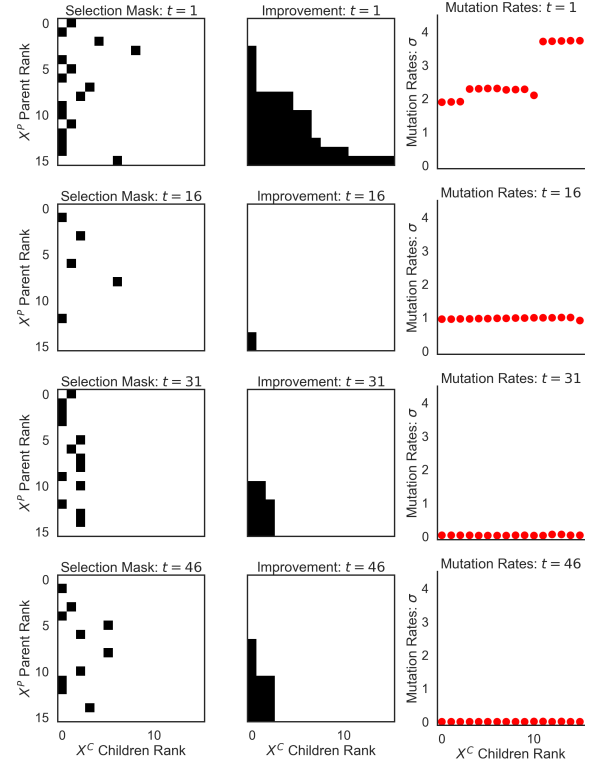 Selection Mask: t = 1
Improvement: t = 1
Mutation Rates: t = 1
X^P Parent Rank
0
5
10
15
Mutation Rates: σ
4
3
2
1
0
Selection Mask: t = 16
Improvement: t = 16
Mutation Rates: t = 16
X^P Parent Rank
0
5
10
15
Mutation Rates: σ
4
3
2
1
0
Selection Mask: t = 31
Improvement: t = 31
Mutation Rates: t = 31
X^P Parent Rank
0
5
10
15
Mutation Rates: σ
4
3
2
1
0
Selection Mask: t = 46
Improvement: t = 46
Mutation Rates: t = 46
X^P Parent Rank
0
5
10
15
Mutation Rates: σ
4
3
2
1
0
0 10
0 10
0 10
X^C Children Rank
X^C Children Rank
X^C Children Rank